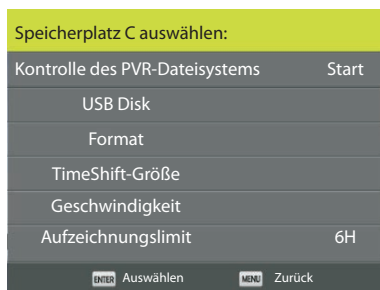 Speicherplatz C auswählen:
Kontrolle des PVR-Dateisystems Start
USB Disk
Format
TimeShift-Größe
Geschwindigkeit
Aufzeichnungslimit 6H
ENTER Auswählen MENU Zurück